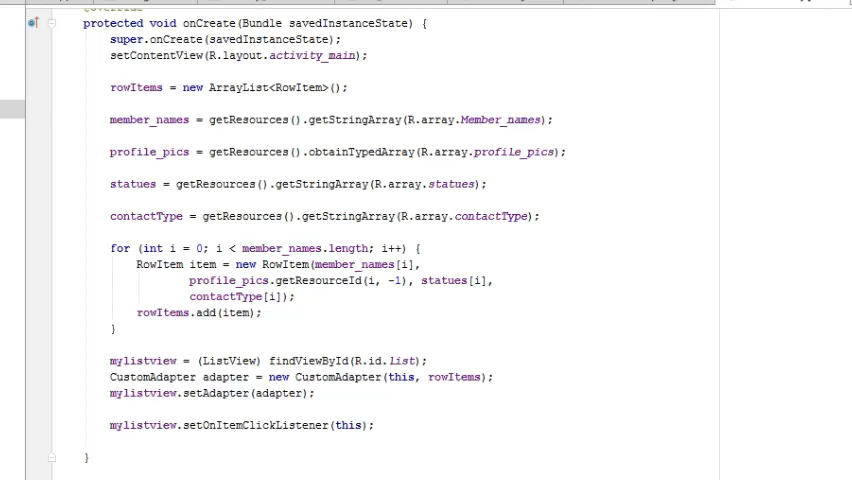 @Override
protected void onCreate(Bundle savedInstanceState) {
super.onCreate(savedInstanceState);
setContentView(R.layout.activity_main);
rowItems = new ArrayList<RowItem>();
member_names = getResources().getStringArray(R.array.Member_names);
profile_pics = getResources().obtainTypedArray(R.array.profile_pics);
statues = getResources().getStringArray(R.array.statues);
contactType = getResources().getStringArray(R.array.contactType);
for (int i = 0; i < member_names.length; i++) {
RowItem item = new RowItem(member_names[i],
profile_pics.getResourceId(i, -1), statues[i],
contactType[i]);
rowItems.add(item);
}
mylistview = (ListView) findViewById(R.id.list);
CustomAdapter adapter = new CustomAdapter(this, rowItems);
mylistview.setAdapter(adapter);
mylistview.setOnItemClickListener(this);
}